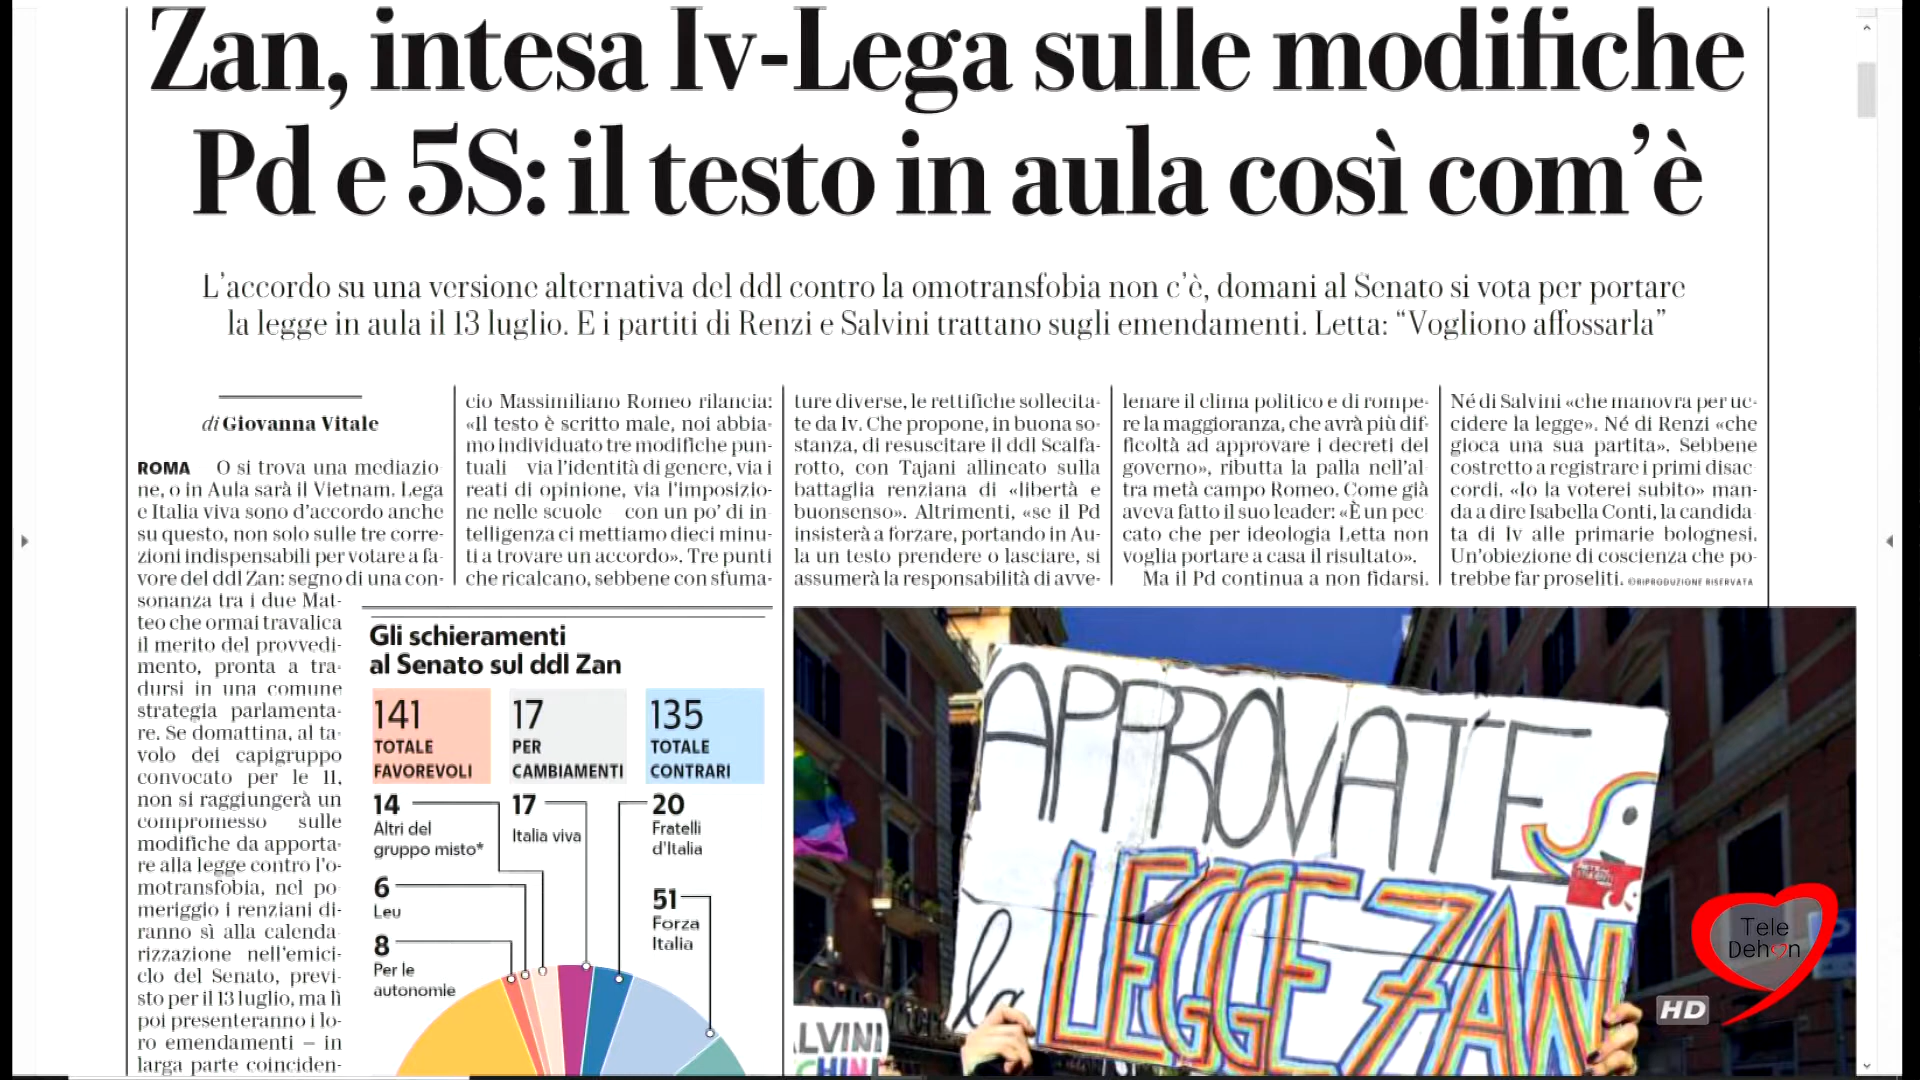 Zan, intesa Iv-Lega sulle modifiche
Pd e 5S: il testo in aula così com’è
L’accordo su una versione alternativa del ddl contro la omotransfobia non c’è, domani al Senato si vota per portare
la legge in aula il 13 luglio. E i partiti di Renzi e Salvini trattano sugli emendamenti. Letta: “Vogliono affossarla”
di Giovanna Vitale
ROMA O si trova una mediazio-
ne, o in Aula sarà il Vietnam. Lega
e Italia viva sono d’accordo anche
su questo, non solo sulle tre corre-
zioni indispensabili per votare a fa-
vore del ddl Zan: segno di una con-
sonanza tra i due Mat-
teo che ormai travalica
il merito del provvedi-
mento, pronta a tra-
dursi in una comune
strategia parlamenta-
re. Se domattina, al ta-
volo dei capigruppo
convocato per le 11,
non si raggiungerà un
compromesso sulle
modifiche da apporta-
re alla legge contro l’o-
motransfobia, nel po-
meriggio i renziani di-
ranno sì alla calenda-
rizzazione nell’emici-
clo del Senato, previ-
sto per il 13 luglio, ma lì
poi presenteranno i lo-
ro emendamenti – in
larga parte coinciden-
cio Massimiliano Romeo rilancia:
«Il testo è scritto male, noi abbia-
mo individuato tre modifiche pun-
tuali via l’identità di genere, via i
reati di opinione, via l’imposizio-
ne nelle scuole con un po’ di in-
telligenza ci mettiamo dieci minu-
ti a trovare un accordo». Tre punti
che ricalcano, sebbene con sfuma-
ture diverse, le rettifiche sollecita-
te da Iv. Che propone, in buona so-
stanza, di resuscitare il ddl Scalfa-
rotto, con Tajani allineato sulla
battaglia renziana di «libertà e
buonsenso». Altrimenti, «se il Pd
insisterà a forzare, portando in Au-
la un testo prendere o lasciare, si
assumerà la responsabilità di avve-
lenare il clima politico e di rompe-
re la maggioranza, che avrà più dif-
ficoltà ad approvare i decreti del
governo», ributta la palla nell’al-
tra metà campo Romeo. Come già
aveva fatto il suo leader: «È un pec-
cato che per ideologia Letta non
voglia portare a casa il risultato».
Ma il Pd continua a non fidarsi.
Né di Salvini «che manovra per uc-
cidere la legge». Né di Renzi «che
gioca una sua partita». Sebbene
costretto a registrare i primi disac-
cordi. «Io la voterei subito» man-
da a dire Isabella Conti, la candida-
ta di Iv alle primarie bolognesi.
Un’obiezione di coscienza che po-
trebbe far proseliti. ©RIPRODUZIONE RISERVATA
Gli schieramenti
al Senato sul ddl Zan
141
TOTALE
FAVOREVOLI
17
PER
CAMBIAMENTI
135
TOTALE
CONTRARI
14
Altri del
gruppo misto*
6
Leu
8
Per le
autonomie
17
Italia viva
20
Fratelli
d’Italia
51
Forza
Italia
APPROVATE
la LEGGE ZAN
ALVINI
CHINI
Tele
Dehon
HD